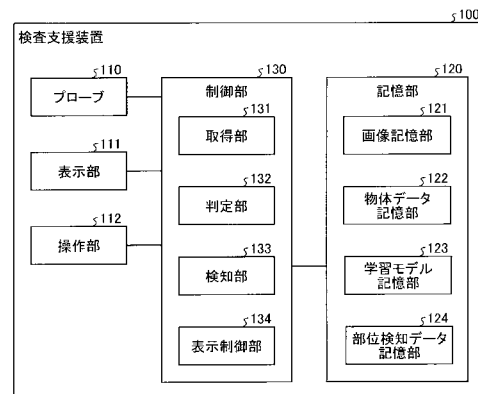 100
検査支援装置
110
プローブ
111
表示部
112
操作部
130
制御部
131
取得部
132
判定部
133
検知部
134
表示制御部
120
記憶部
121
画像記憶部
122
物体データ
記憶部
123
学習モデル
記憶部
124
部位検知データ
記憶部